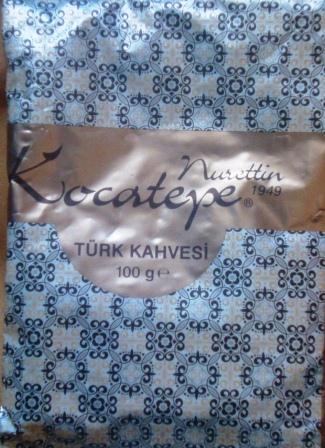 Nurettin
Kocatepe® 1949
TÜRK KAHVESİ
100 g ℮